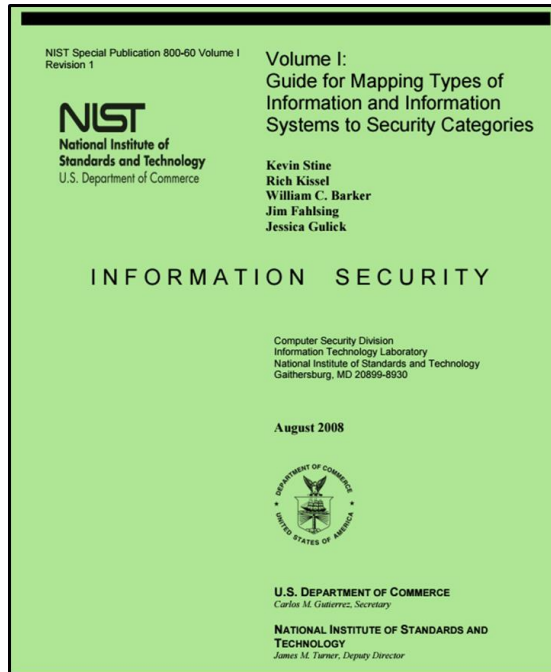 NIST Special Publication 800-60 Volume I
Revision 1
NIST
National Institute of
Standards and Technology
U.S. Department of Commerce
Volume I:
Guide for Mapping Types of
Information and Information
Systems to Security Categories
Kevin Stine
Rich Kissel
William C. Barker
Jim Fahlsing
Jessica Gulick
INFORMATION SECURITY
Computer Security Division
Information Technology Laboratory
National Institute of Standards and Technology
Gaithersburg, MD 20899-8930
August 2008
DEPARTMENT OF COMMERCE
UNITED STATES OF AMERICA
U.S. DEPARTMENT OF COMMERCE
Carlos M. Gutierrez, Secretary
NATIONAL INSTITUTE OF STANDARDS AND
TECHNOLOGY
James M. Turner, Deputy Director